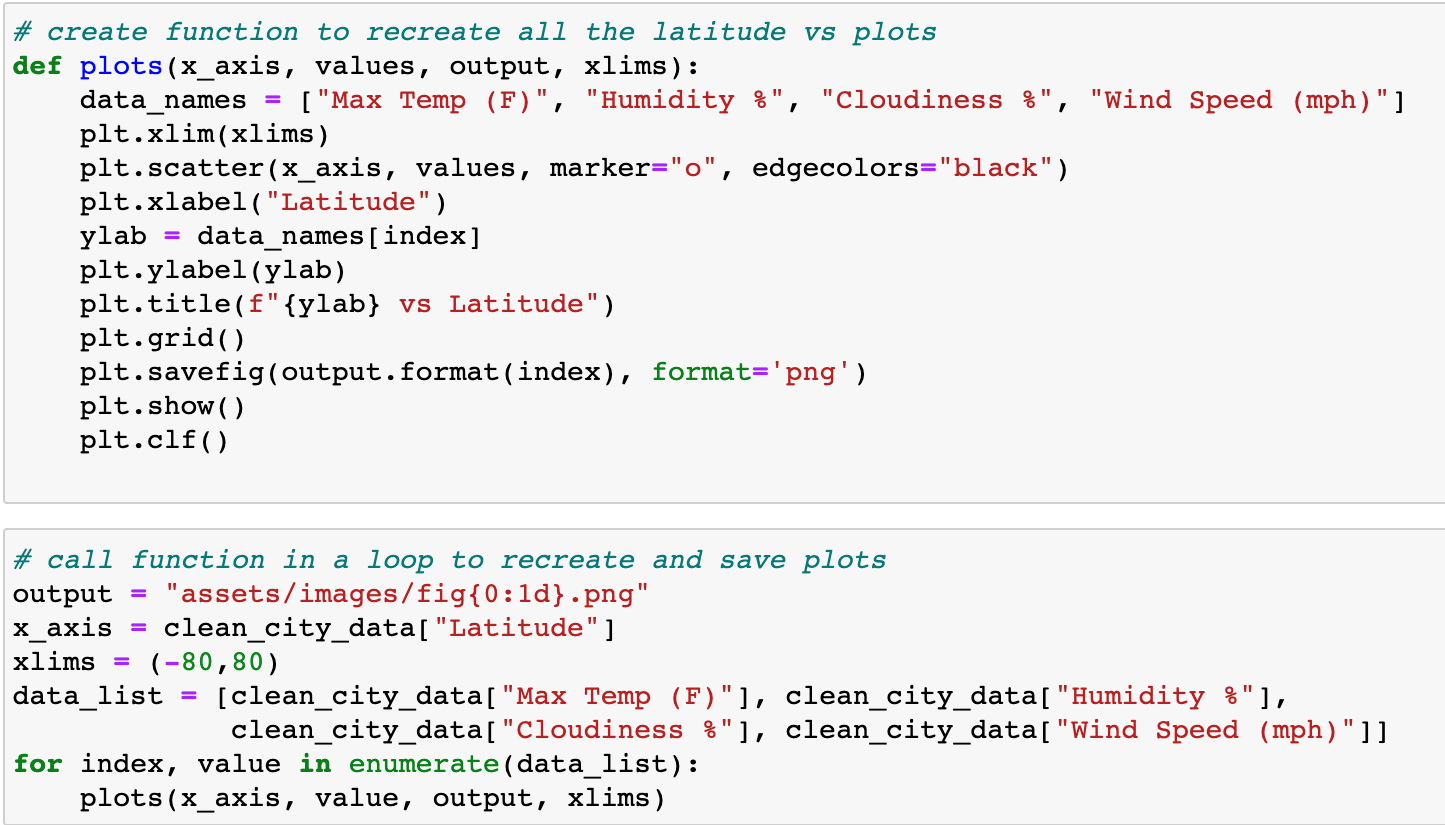 # create function to recreate all the latitude vs plots
def plots(x_axis, values, output, xlims):
    data_names = ["Max Temp (F)", "Humidity %", "Cloudiness %", "Wind Speed (mph)"]
    plt.xlim(xlims)
    plt.scatter(x_axis, values, marker="o", edgecolors="black")
    plt.xlabel("Latitude")
    ylab = data_names[index]
    plt.ylabel(ylab)
    plt.title(f"{ylab} vs Latitude")
    plt.grid()
    plt.savefig(output.format(index), format='png')
    plt.show()
    plt.clf()
# call function in a loop to recreate and save plots
output = "assets/images/fig{0:1d}.png"
x_axis = clean_city_data["Latitude"]
xlims = (-80,80)
data_list = [clean_city_data["Max Temp (F)"], clean_city_data["Humidity %"],
             clean_city_data["Cloudiness %"], clean_city_data["Wind Speed (mph)"]]
for index, value in enumerate(data_list):
    plots(x_axis, value, output, xlims)